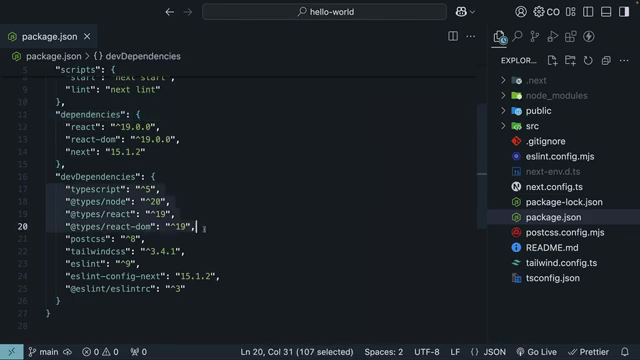 hello-world
CO
package.json
package.json > devDependencies
EXPLOR...
5 "scripts": {
8 "start": "next start",
9 "lint": "next lint"
10 },
11 "dependencies": {
12 "react": "^19.0.0",
13 "react-dom": "^19.0.0",
14 "next": "15.1.2"
15 },
16 "devDependencies": {
17 "typescript": "^5",
18 "@types/node": "^20",
19 "@types/react": "^19",
20 "@types/react-dom": "^19",
21 "postcss": "^8",
22 "tailwindcss": "^3.4.1",
23 "eslint": "^9",
24 "eslint-config-next": "15.1.2",
25 "@eslint/eslintrc": "^3"
26 }
27 }
28
.next
node_modules
public
src
.gitignore
eslint.config.mjs
next-env.d.ts
next.config.ts
package-lock.json
package.json
postcss.config.mjs
README.md
tailwind.config.ts
tsconfig.json
main 0 0 0 Ln 20, Col 31 (107 selected) Spaces: 2 UTF-8 LF {} JSON Go Live Prettier